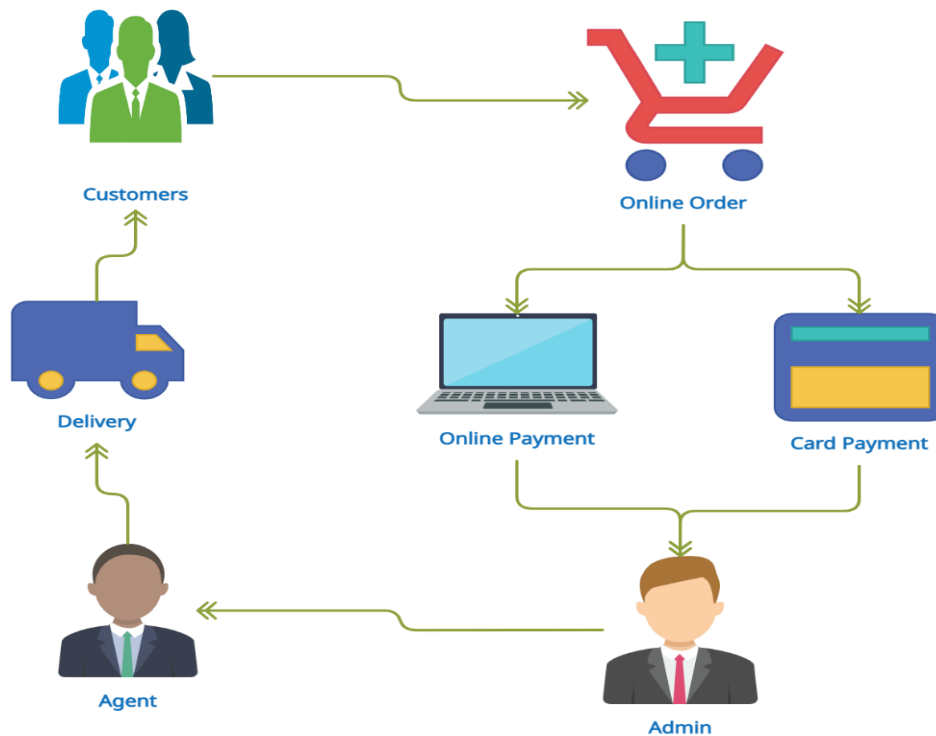 Customers
Online Order
Delivery
Online Payment
Card Payment
Agent
Admin